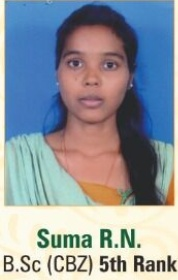 Suma R.N.
B.Sc (CBZ) 5th Rank